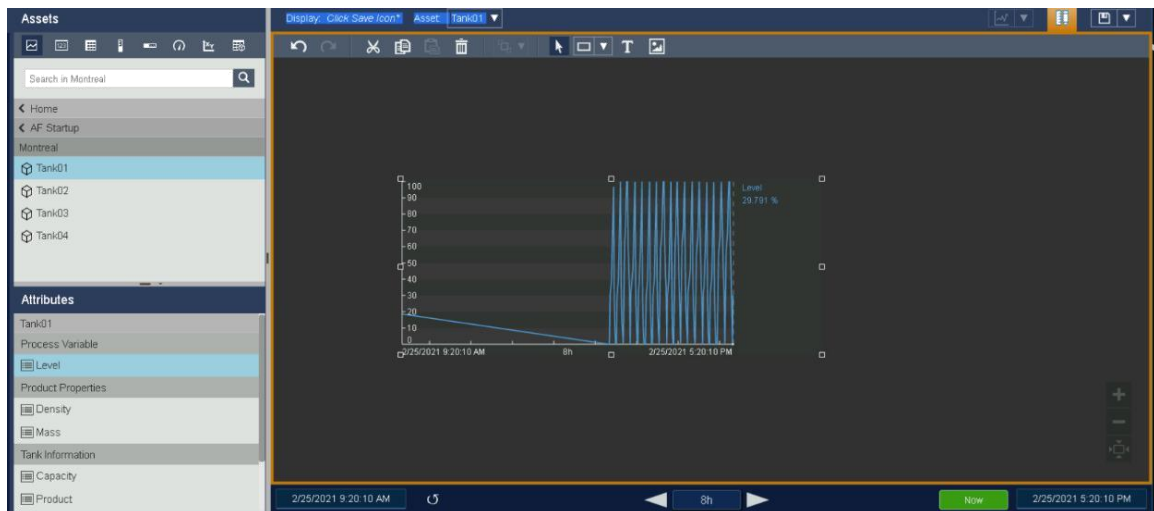 Assets
Display: Click Save Icon* Asset: Tank01
Search in Montreal
Home
AF Startup
Montreal
Tank01
Tank02
Tank03
Tank04
Attributes
Tank01
Process Variable
Level
Product Properties
Density
Mass
Tank Information
Capacity
Product
T
100
90
80
70
60
50
40
30
20
10
0
2/25/2021 9:20:10 AM 8h 2/25/2021 5:20:10 PM
Level
29.791 %
2/25/2021 9:20:10 AM 8h Now 2/25/2021 5:20:10 PM